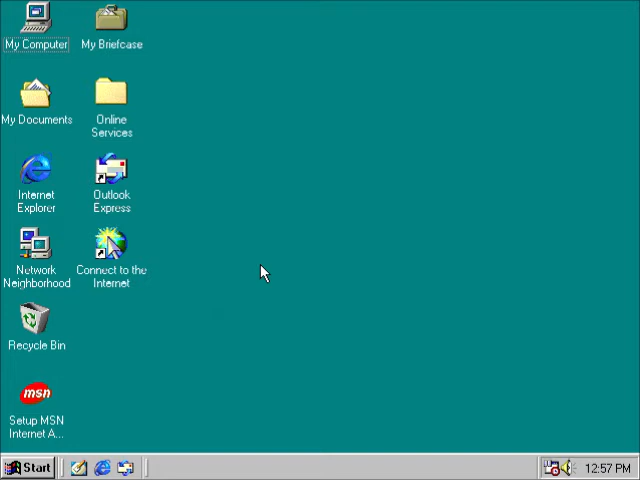 My Computer
My Briefcase
My Documents
Online
Services
Internet
Explorer
Outlook
Express
Network
Neighborhood
Connect to the
Internet
Recycle Bin
msn
Setup MSN
Internet A...
Start
12:57 PM